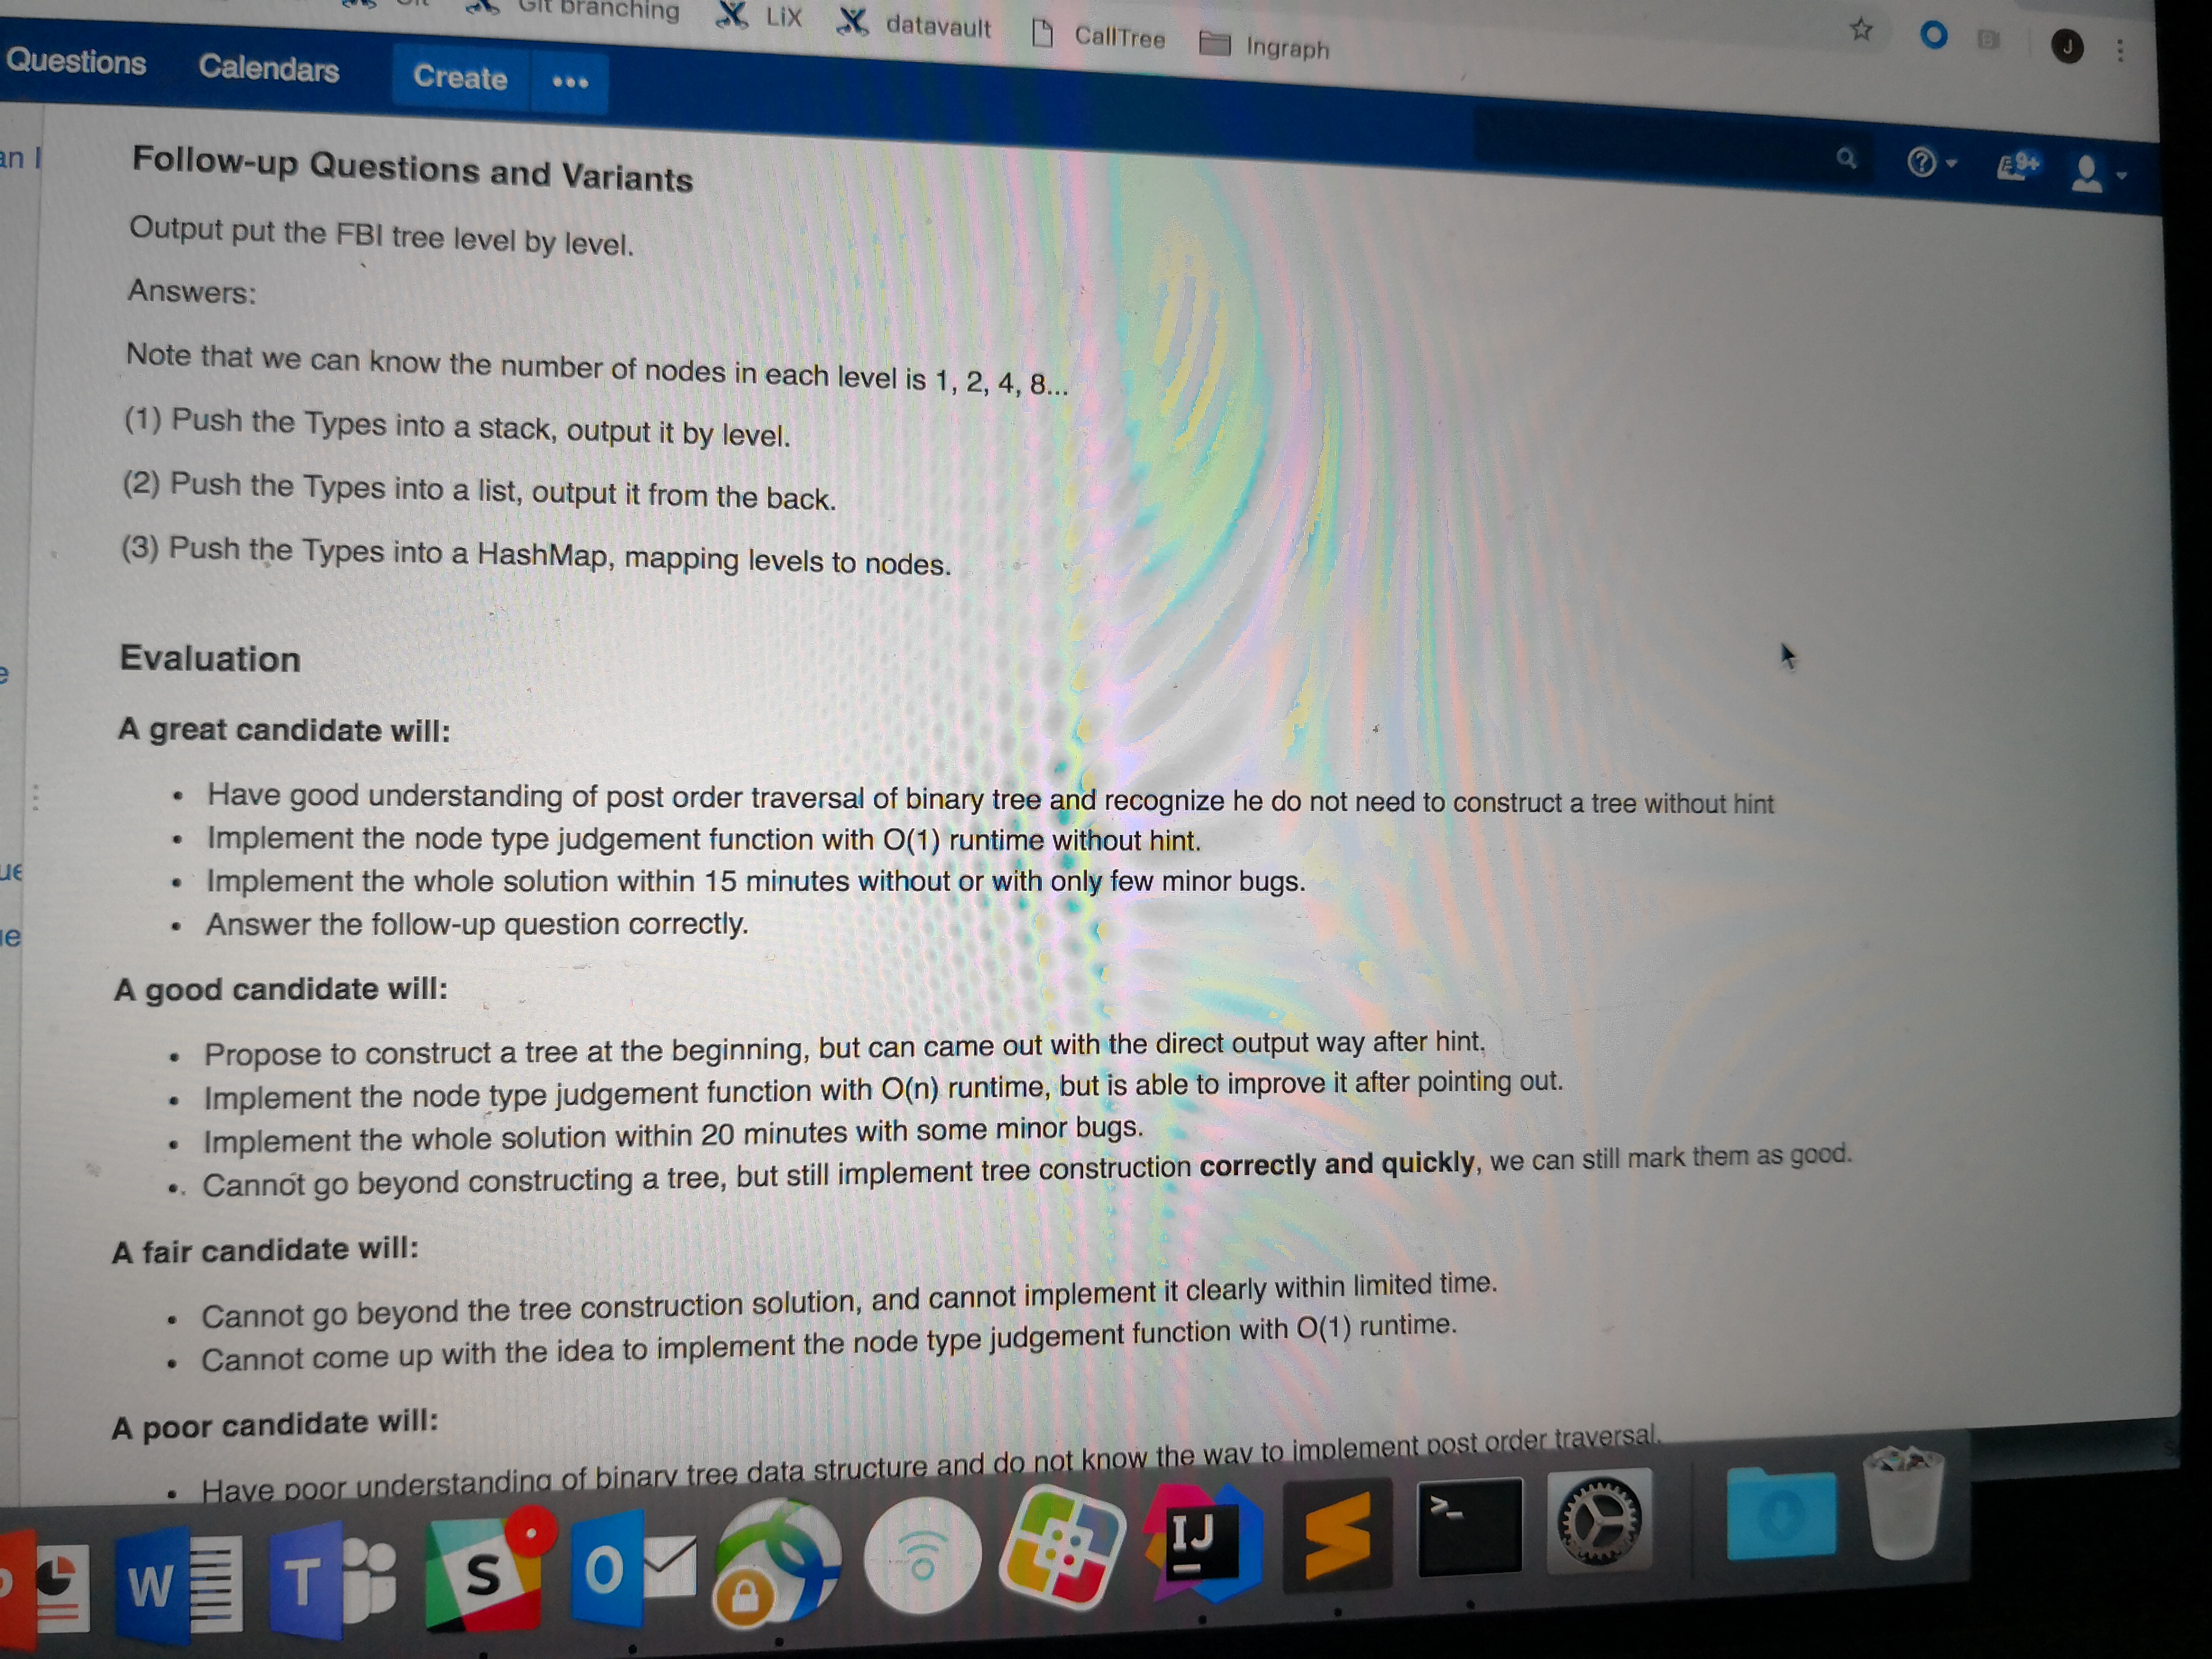 Git branching
LiX
datavault
CallTree
Ingraph
J
Questions
Calendars
Create
•••
9+
an I
Follow-up Questions and Variants
Output put the FBI tree level by level.
Answers:
Note that we can know the number of nodes in each level is 1, 2, 4, 8...
(1) Push the Types into a stack, output it by level.
(2) Push the Types into a list, output it from the back.
(3) Push the Types into a HashMap, mapping levels to nodes.
Evaluation
e
A great candidate will:
• Have good understanding of post order traversal of binary tree and recognize he do not need to construct a tree without hint
• Implement the node type judgement function with O(1) runtime without hint.
ue
• Implement the whole solution within 15 minutes without or with only few minor bugs.
• Answer the follow-up question correctly.
ie
A good candidate will:
• Propose to construct a tree at the beginning, but can came out with the direct output way after hint.
• Implement the node type judgement function with O(n) runtime, but is able to improve it after pointing out.
• Implement the whole solution within 20 minutes with some minor bugs.
• Cannot go beyond constructing a tree, but still implement tree construction correctly and quickly, we can still mark them as good.
A fair candidate will:
• Cannot go beyond the tree construction solution, and cannot implement it clearly within limited time.
• Cannot come up with the idea to implement the node type judgement function with O(1) runtime.
A poor candidate will:
• Have poor understanding of binary tree data structure and do not know the way to implement post order traversal.
W
T
S
O
IJ
>_